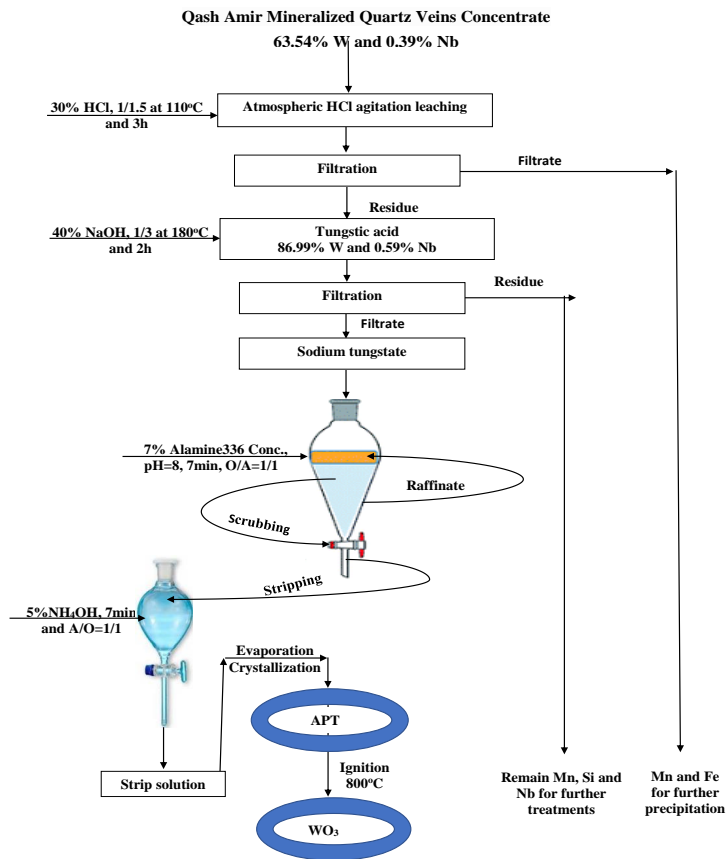 Qash Amir Mineralized Quartz Veins Concentrate
63.54% W and 0.39% Nb
30% HCl, 1/1.5 at 110°C
and 3h
Atmospheric HCl agitation leaching
Filtration
Filtrate
Residue
40% NaOH, 1/3 at 180°C
and 2h
Tungstic acid
86.99% W and 0.59% Nb
Filtration
Residue
Filtrate
Sodium tungstate
7% Alamine336 Conc.,
pH=8, 7min, O/A=1/1
Raffinate
Scrubbing
Stripping
5%NH₄OH, 7min
and A/O=1/1
Evaporation
Crystallization
APT
Strip solution
Ignition
800°C
WO₃
Remain Mn, Si and
Nb for further
treatments
Mn and Fe
for further
precipitation